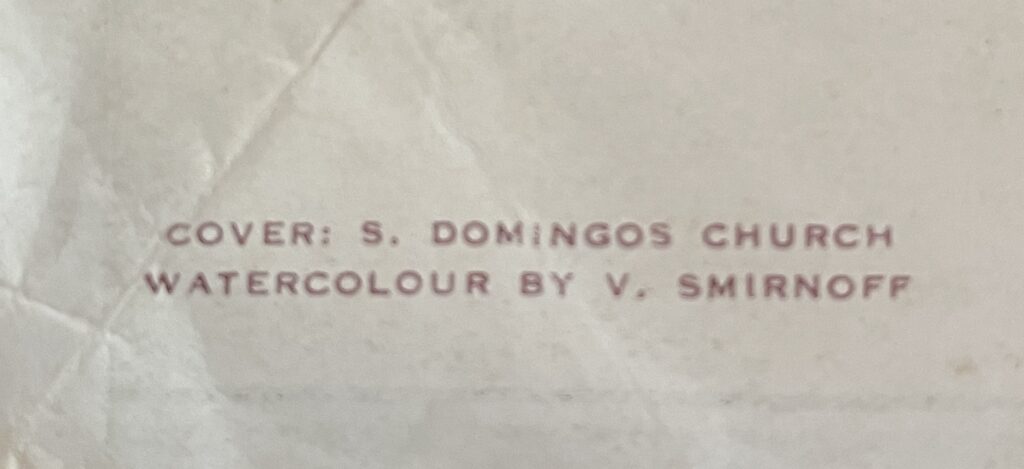 COVER: S. DOMINGOS CHURCH
WATERCOLOUR BY V. SMIRNOFF